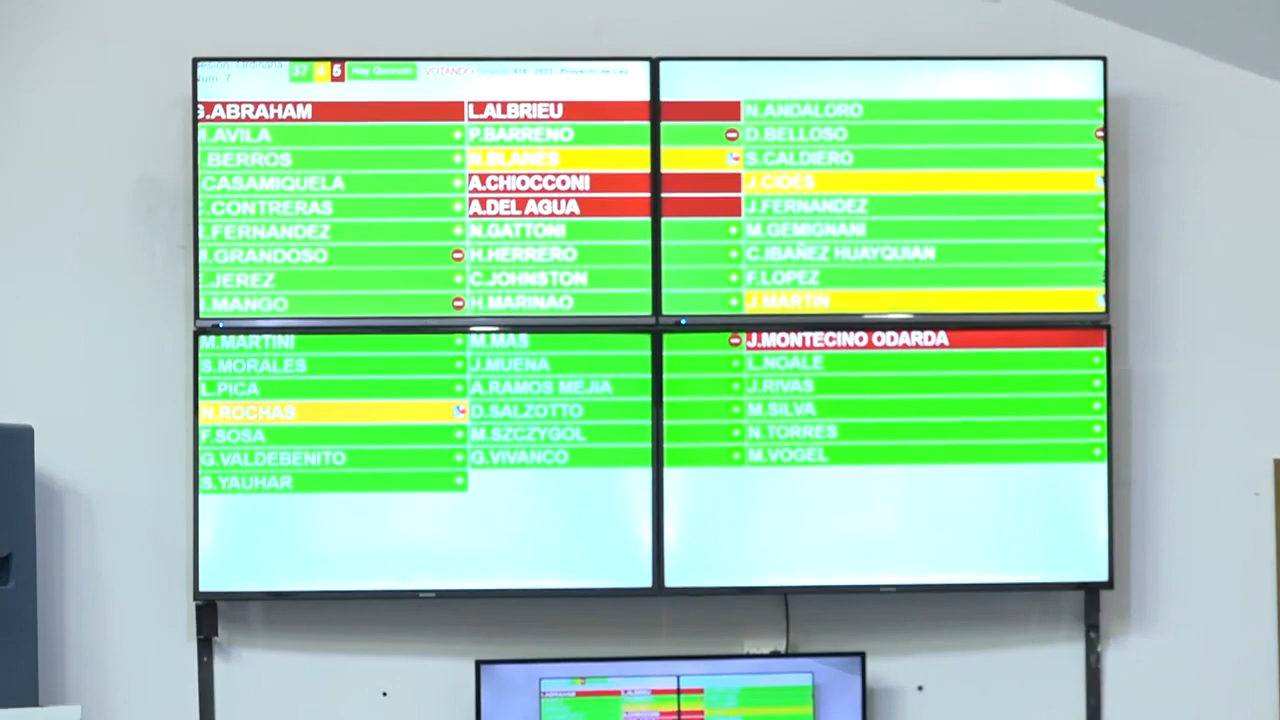 Sesión: Ordinaria
Núm: 7
37 4 5 Hay Quorum VOTANDO
G.ABRAHAM L.ALBRIEU N.ANDALORO
M.AVILA P.BARRENO D.BELLOSO
.BERROS N.BLANES S.CALDIERO
CASAMIQUELA A.CHIOCCONI J.CIDES
.CONTRERAS A.DEL AGUA J.FERNANDEZ
.FERNANDEZ N.GATTONI M.GEMIGNANI
.GRANDOSO H.HERRERO C.IBAÑEZ HUAYQUIAN
.JEREZ C.JOHNSTON F.LOPEZ
.MANGO H.MARINAO J.MARTIN
M.MARTINI M.MAS J.MONTECINO ODARDA
S.MORALES J.MUENA L.NOALE
L.PICA A.RAMOS MEJIA J.RIVAS
N.ROCHAS D.SALZOTTO M.SILVA
F.SOSA M.SZCZYGOL N.TORRES
G.VALDEBENITO G.VIVANCO M.VOGEL
S.YAUHAR